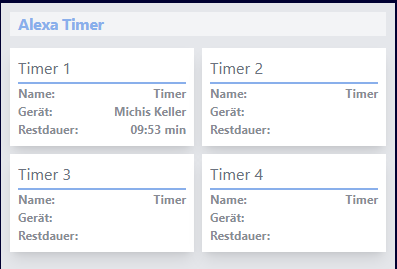 Alexa Timer
Timer 1
Name: Timer
Gerät: Michis Keller
Restdauer: 09:53 min
Timer 2
Name: Timer
Gerät:
Restdauer:
Timer 3
Name: Timer
Gerät:
Restdauer:
Timer 4
Name: Timer
Gerät:
Restdauer: